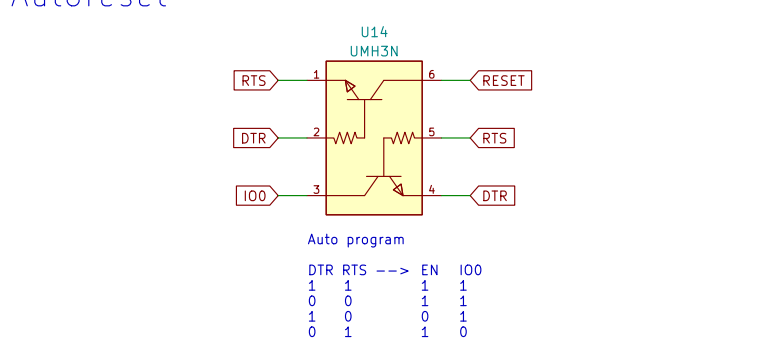 Autoreset
U14
UMH3N
RTS 1 6 RESET
DTR 2 5 RTS
IO0 3 4 DTR
Auto program
DTR RTS --> EN IO0
1 1 1 1
0 0 1 1
1 0 0 1
0 1 1 0